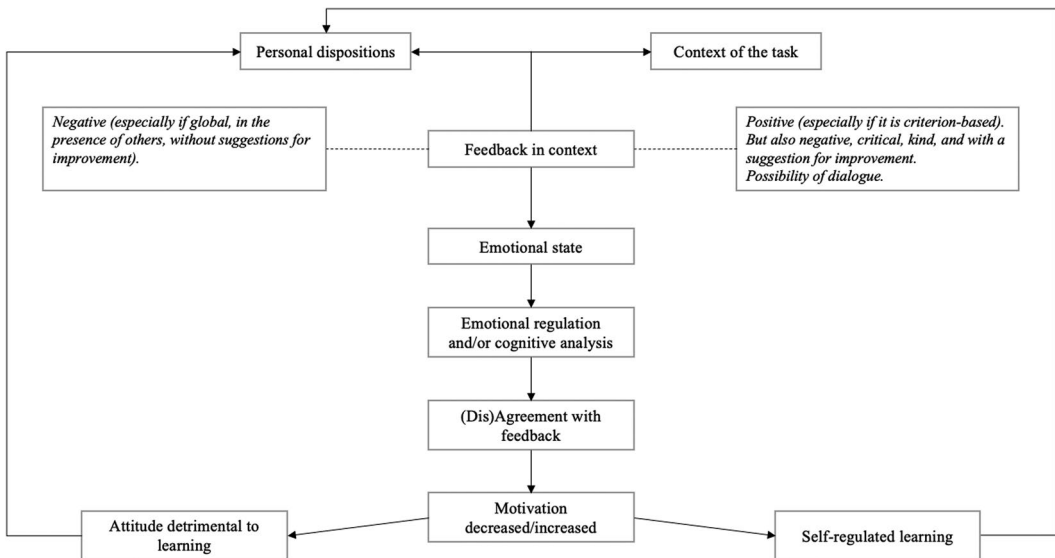 Personal dispositions
Context of the task
Negative (especially if global, in the
presence of others, without suggestions for
improvement).
Feedback in context
Positive (especially if it is criterion-based).
But also negative, critical, kind, and with a
suggestion for improvement.
Possibility of dialogue.
Emotional state
Emotional regulation
and/or cognitive analysis
(Dis)Agreement with
feedback
Motivation
decreased/increased
Attitude detrimental to
learning
Self-regulated learning